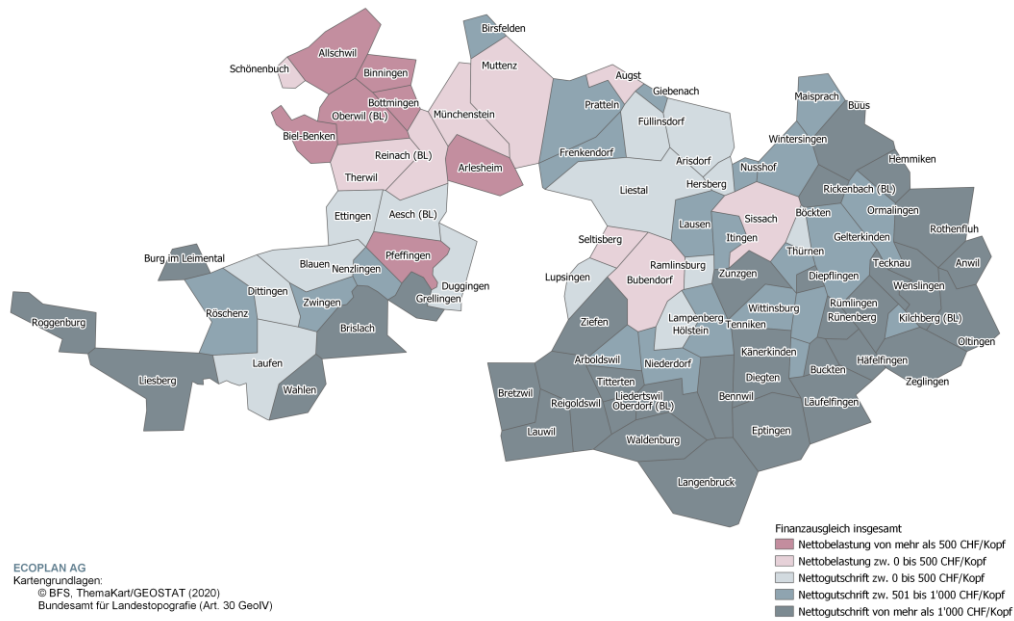 Birsfelden
Allschwil
Muttenz
Schönenbuch
Binningen
Augst
Giebenach
Maisprach
Büüs
Bottmingen
Pratteln
Oberwil (BL)
Münchenstein
Füllinsdorf
Biel-Benken
Wintersingen
Frenkendorf
Reinach (BL)
Arisdorf
Hemmiken
Arlesheim
Nusshof
Therwil
Hersberg
Rickenbach (BL)
Liestal
Ettingen
Aesch (BL)
Sissach
Böckten
Ormalingen
Lausen
Rothenfluh
Seltisberg
Itingen
Gelterkinden
Burg im Leimental
Pfeffingen
Thürnen
Blauen
Nenzlingen
Ramlinsburg
Tecknau
Anwil
Lupsingen
Bubendorf
Zunzgen
Diepflingen
Duggingen
Wenslingen
Dittingen
Grellingen
Zwingen
Rümlingen
Röschenz
Wittinsburg
Roggenburg
Ziefen
Lampenberg
Rünenberg
Kilchberg (BL)
Brislach
Tenniken
Hölstein
Oltingen
Känerkinden
Arboldswil
Niederdorf
Häfelfingen
Laufen
Buckten
Liesberg
Titterten
Diegten
Zeglingen
Wahlen
Bretzwil
Liedertswil
Bennwil
Reigoldswil
Oberdorf (BL)
Läufelfingen
Lauwil
Eptingen
Waldenburg
Langenbruck
Finanzausgleich insgesamt
Nettobelastung von mehr als 500 CHF/Kopf
Nettobelastung zw. 0 bis 500 CHF/Kopf
Nettogutschrift zw. 0 bis 500 CHF/Kopf
Nettogutschrift zw. 501 bis 1'000 CHF/Kopf
Nettogutschrift von mehr als 1'000 CHF/Kopf
ECOPLAN AG
Kartengrundlagen:
© BFS, ThemaKart/GEOSTAT (2020)
Bundesamt für Landestopografie (Art. 30 GeoIV)